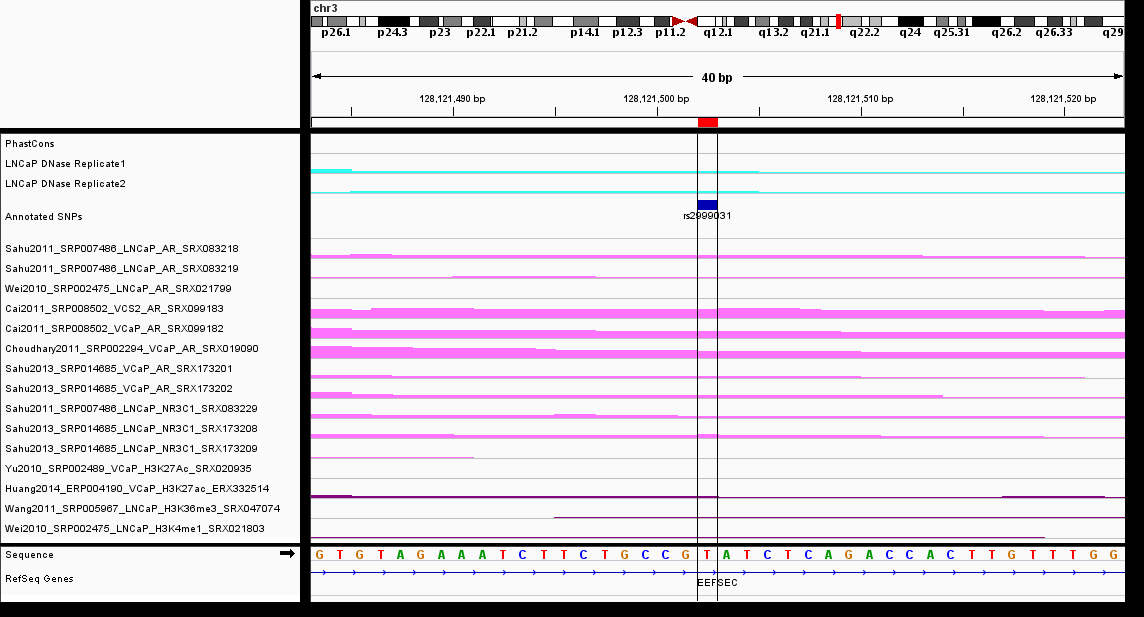 chr3
p26.1 p24.3 p23 p22.1 p21.2 p14.1 p12.3 p11.2 q12.1 q13.2 q21.1 q22.2 q24 q25.31 q26.2 q26.33 q29
40 bp
128,121,490 bp 128,121,500 bp 128,121,510 bp 128,121,520 bp
PhastCons
LNCaP DNase Replicate1
LNCaP DNase Replicate2
Annotated SNPs
rs2999031
Sahu2011_SRP007486_LNCaP_AR_SRX083218
Sahu2011_SRP007486_LNCaP_AR_SRX083219
Wei2010_SRP002475_LNCaP_AR_SRX021799
Cai2011_SRP008502_VCS2_AR_SRX099183
Cai2011_SRP008502_VCaP_AR_SRX099182
Choudhary2011_SRP002294_VCaP_AR_SRX019090
Sahu2013_SRP014685_VCaP_AR_SRX173201
Sahu2013_SRP014685_VCaP_AR_SRX173202
Sahu2011_SRP007486_LNCaP_NR3C1_SRX083229
Sahu2013_SRP014685_LNCaP_NR3C1_SRX173208
Sahu2013_SRP014685_LNCaP_NR3C1_SRX173209
Yu2010_SRP002489_VCaP_H3K27Ac_SRX020935
Huang2014_ERP004190_VCaP_H3K27ac_ERX332514
Wang2011_SRP005967_LNCaP_H3K36me3_SRX047074
Wei2010_SRP002475_LNCaP_H3K4me1_SRX021803
Sequence G T G T A G A A A T C T T C T G C C G T A T C T C A G A C C A C T T G T T T G G
RefSeq Genes
EEFSEC